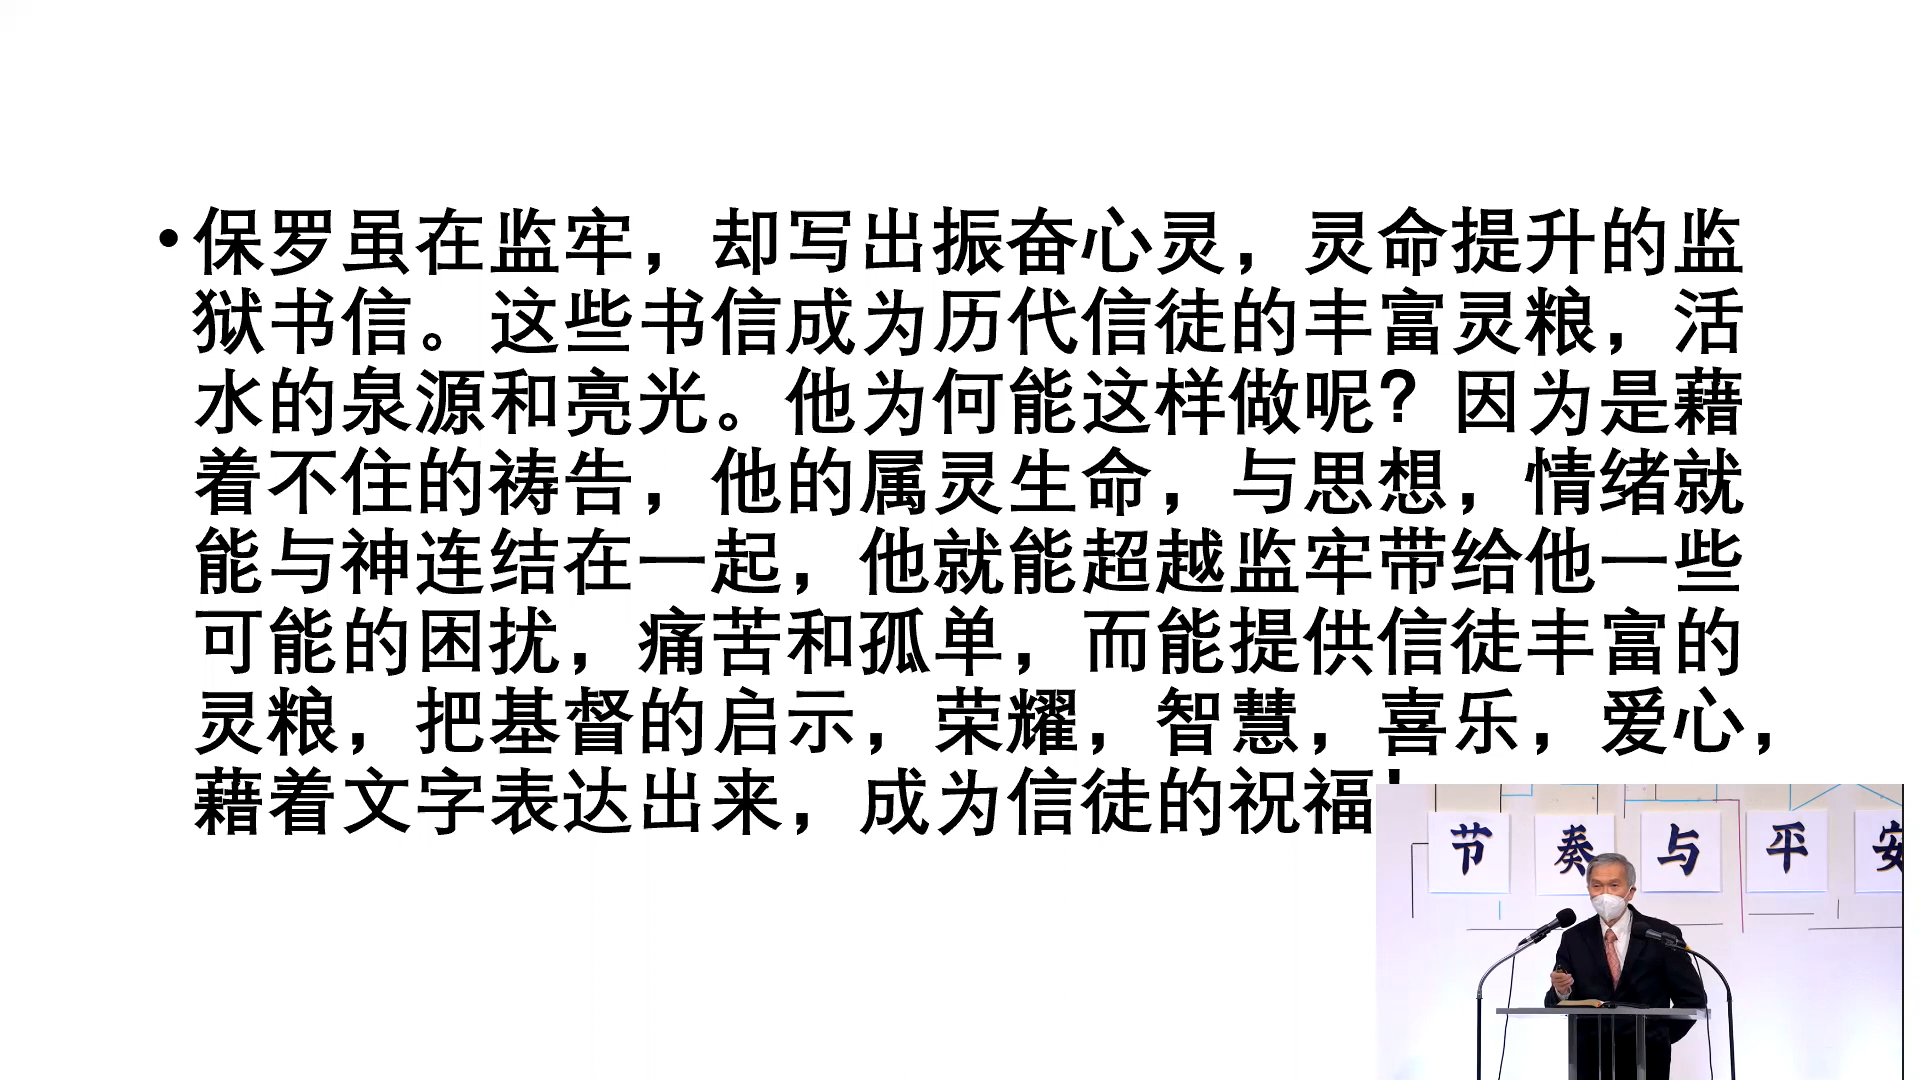 •保罗虽在监牢，却写出振奋心灵，灵命提升的监
狱书信。这些书信成为历代信徒的丰富灵粮，活
水的泉源和亮光。他为何能这样做呢？因为是藉
着不住的祷告，他的属灵生命，与思想，情绪就
能与神连结在一起，他就能超越监牢带给他一些
可能的困扰，痛苦和孤单，而能提供信徒丰富的
灵粮，把基督的启示，荣耀，智慧，喜乐，爱心，
藉着文字表达出来，成为信徒的祝福！
节奏与平安